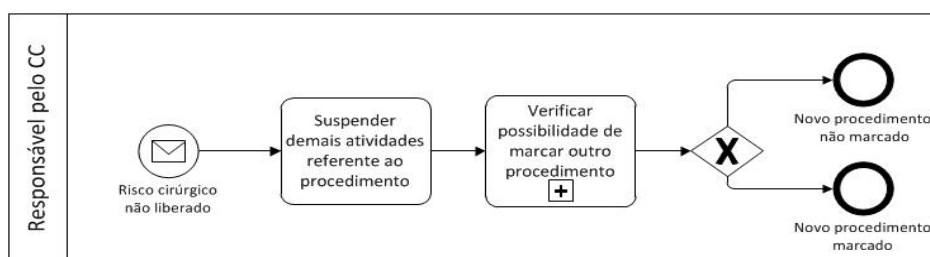 Responsável pelo CC
Risco cirúrgico
não liberado
Suspender
demais atividades
referente ao
procedimento
Verificar
possibilidade de
marcar outro
procedimento
X
Novo procedimento
não marcado
Novo procedimento
marcado